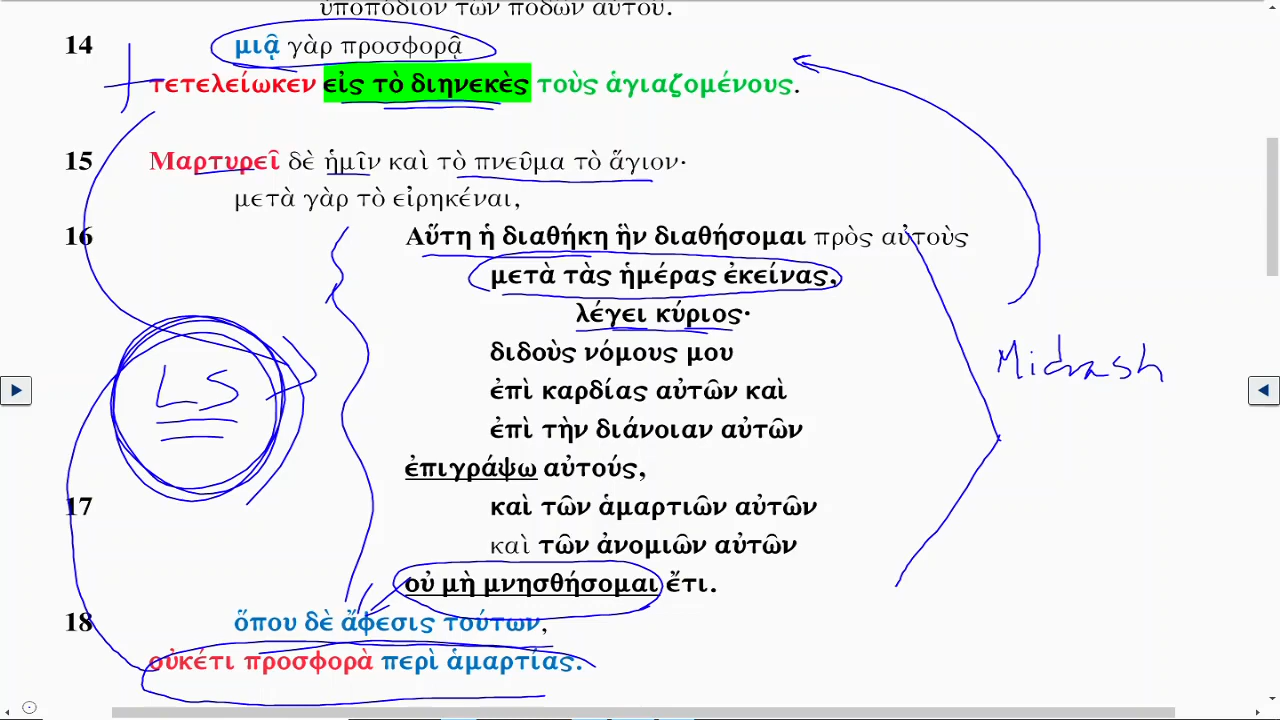 ὑποπόδιον τῶν ποδῶν αὐτοῦ.
14 μιᾷ γὰρ προσφορᾷ
τετελείωκεν εἰς τὸ διηνεκὲς τοὺς ἁγιαζομένους.
15 Μαρτυρεῖ δὲ ἡμῖν καὶ τὸ πνεῦμα τὸ ἅγιον·
μετὰ γὰρ τὸ εἰρηκέναι,
16 Αὕτη ἡ διαθήκη ἣν διαθήσομαι πρὸς αὐτοὺς
μετὰ τὰς ἡμέρας ἐκείνας,
λέγει κύριος·
διδοὺς νόμους μου
Midrash
LS
ἐπὶ καρδίας αὐτῶν καὶ
ἐπὶ τὴν διάνοιαν αὐτῶν
ἐπιγράψω αὐτούς,
17 καὶ τῶν ἁμαρτιῶν αὐτῶν
καὶ τῶν ἀνομιῶν αὐτῶν
οὐ μὴ μνησθήσομαι ἔτι.
18 ὅπου δὲ ἄφεσις τούτων,
οὐκέτι προσφορὰ περὶ ἁμαρτίας.